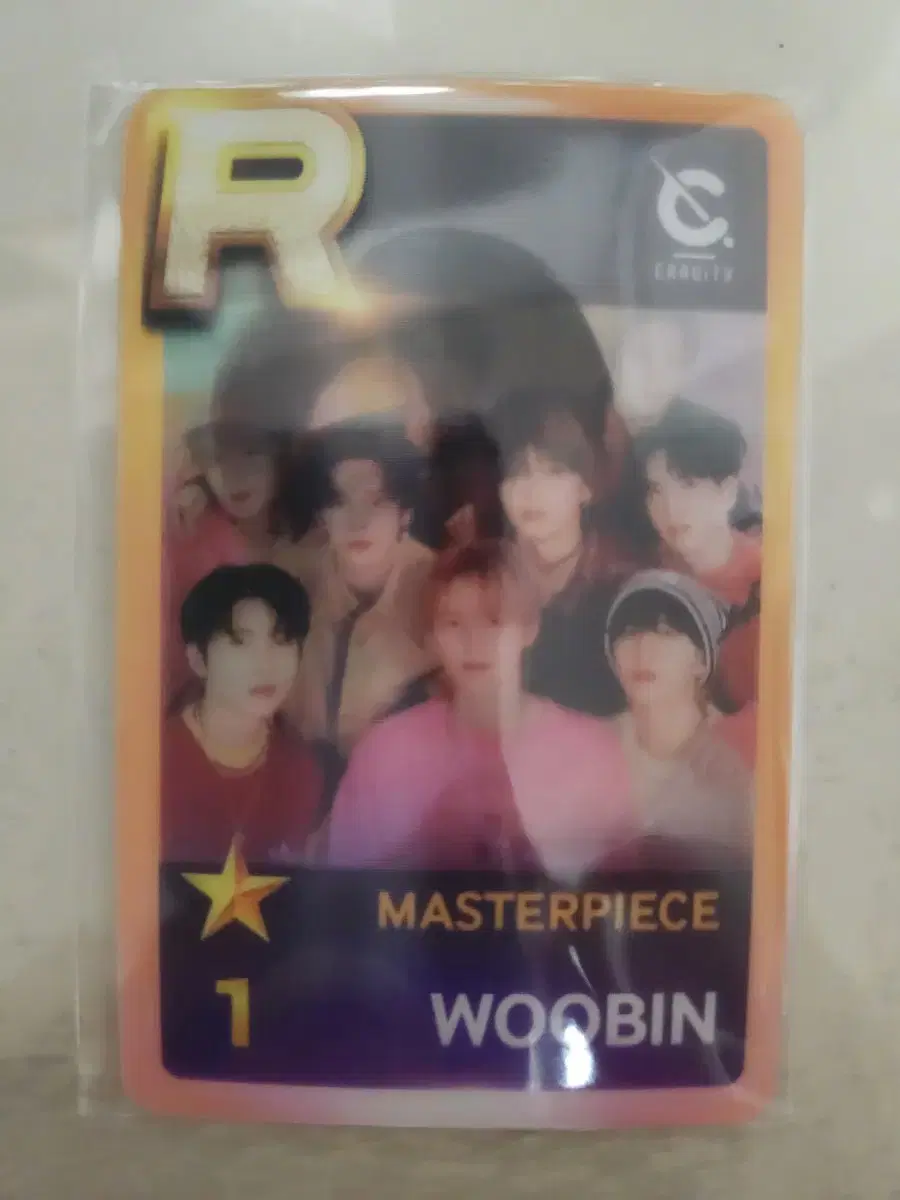 R
CRAVITY
MASTERPIECE
1
WOOBIN